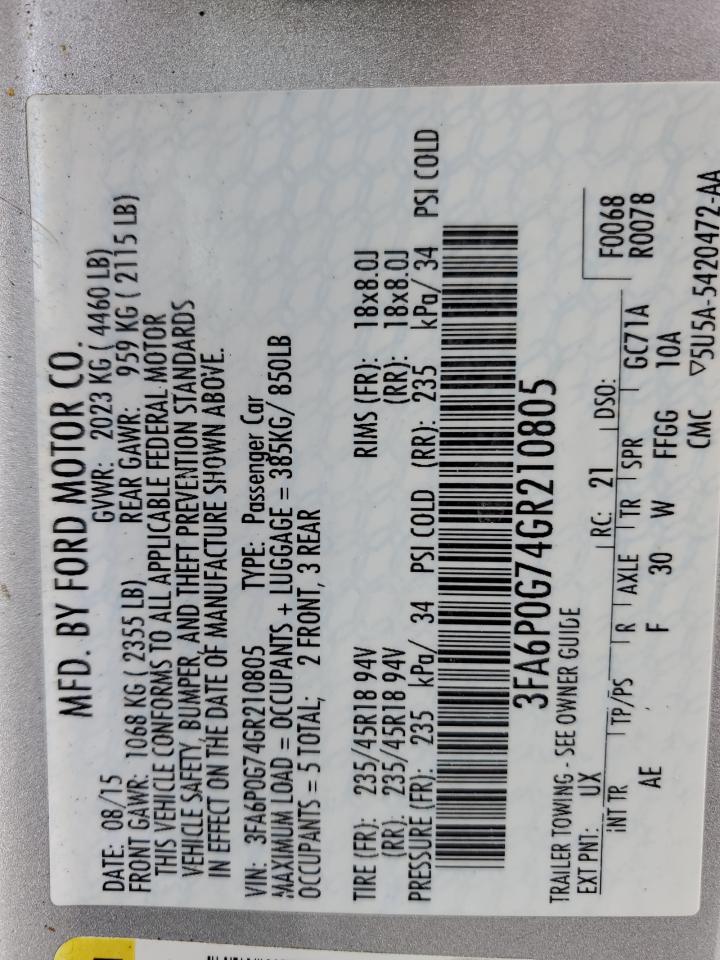 MFD. BY FORD MOTOR CO.
DATE: 08/15 GVWR: 2023 KG ( 4460 LB)
FRONT GAWR: 1068 KG ( 2355 LB) REAR GAWR: 959 KG ( 2115 LB)
THIS VEHICLE CONFORMS TO ALL APPLICABLE FEDERAL MOTOR
VEHICLE SAFETY, BUMPER, AND THEFT PREVENTION STANDARDS
IN EFFECT ON THE DATE OF MANUFACTURE SHOWN ABOVE.
VIN: 3FA6P0G74GR210805 TYPE: Passenger Car
MAXIMUM LOAD = OCCUPANTS + LUGGAGE = 385KG/ 850LB
OCCUPANTS = 5 TOTAL; 2 FRONT, 3 REAR
TIRE (FR): 235/45R18 94V RIMS (FR): 18x8.0J
(RR): 235/45R18 94V (RR): 18x8.0J
PRESSURE (FR): 235 kPa/ 34 PSI COLD (RR): 235 kPa/ 34 PSI COLD
3FA6P0G74GR210805
TRAILER TOWING - SEE OWNER GUIDE
F0068
EXT PNT: UX RC: 21 DSO: R0078
INT TR TP/PS R AXLE TR SPR GC71A
AE F 30 W FFGG 10A
CMC ▽5U5A-5420472-AA